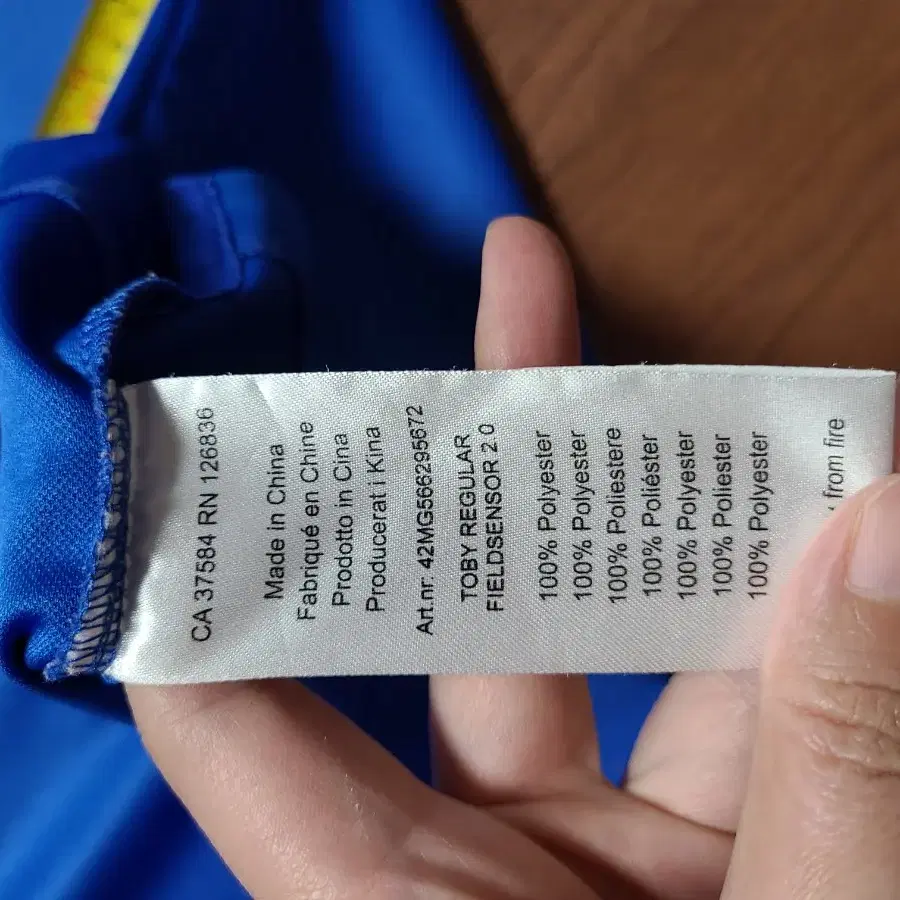 CA 37584 RN 126836
Made in China
Fabriqué en Chine
Prodotto in Cina
Producerat i Kina
Art.nr: 42MG566295672
TOBY REGULAR
FIELDSENSOR 2.0
100% Polyester
100% Polyester
100% Poliestere
100% Poliéster
100% Polyester
100% Poliester
100% Polyester
from fire